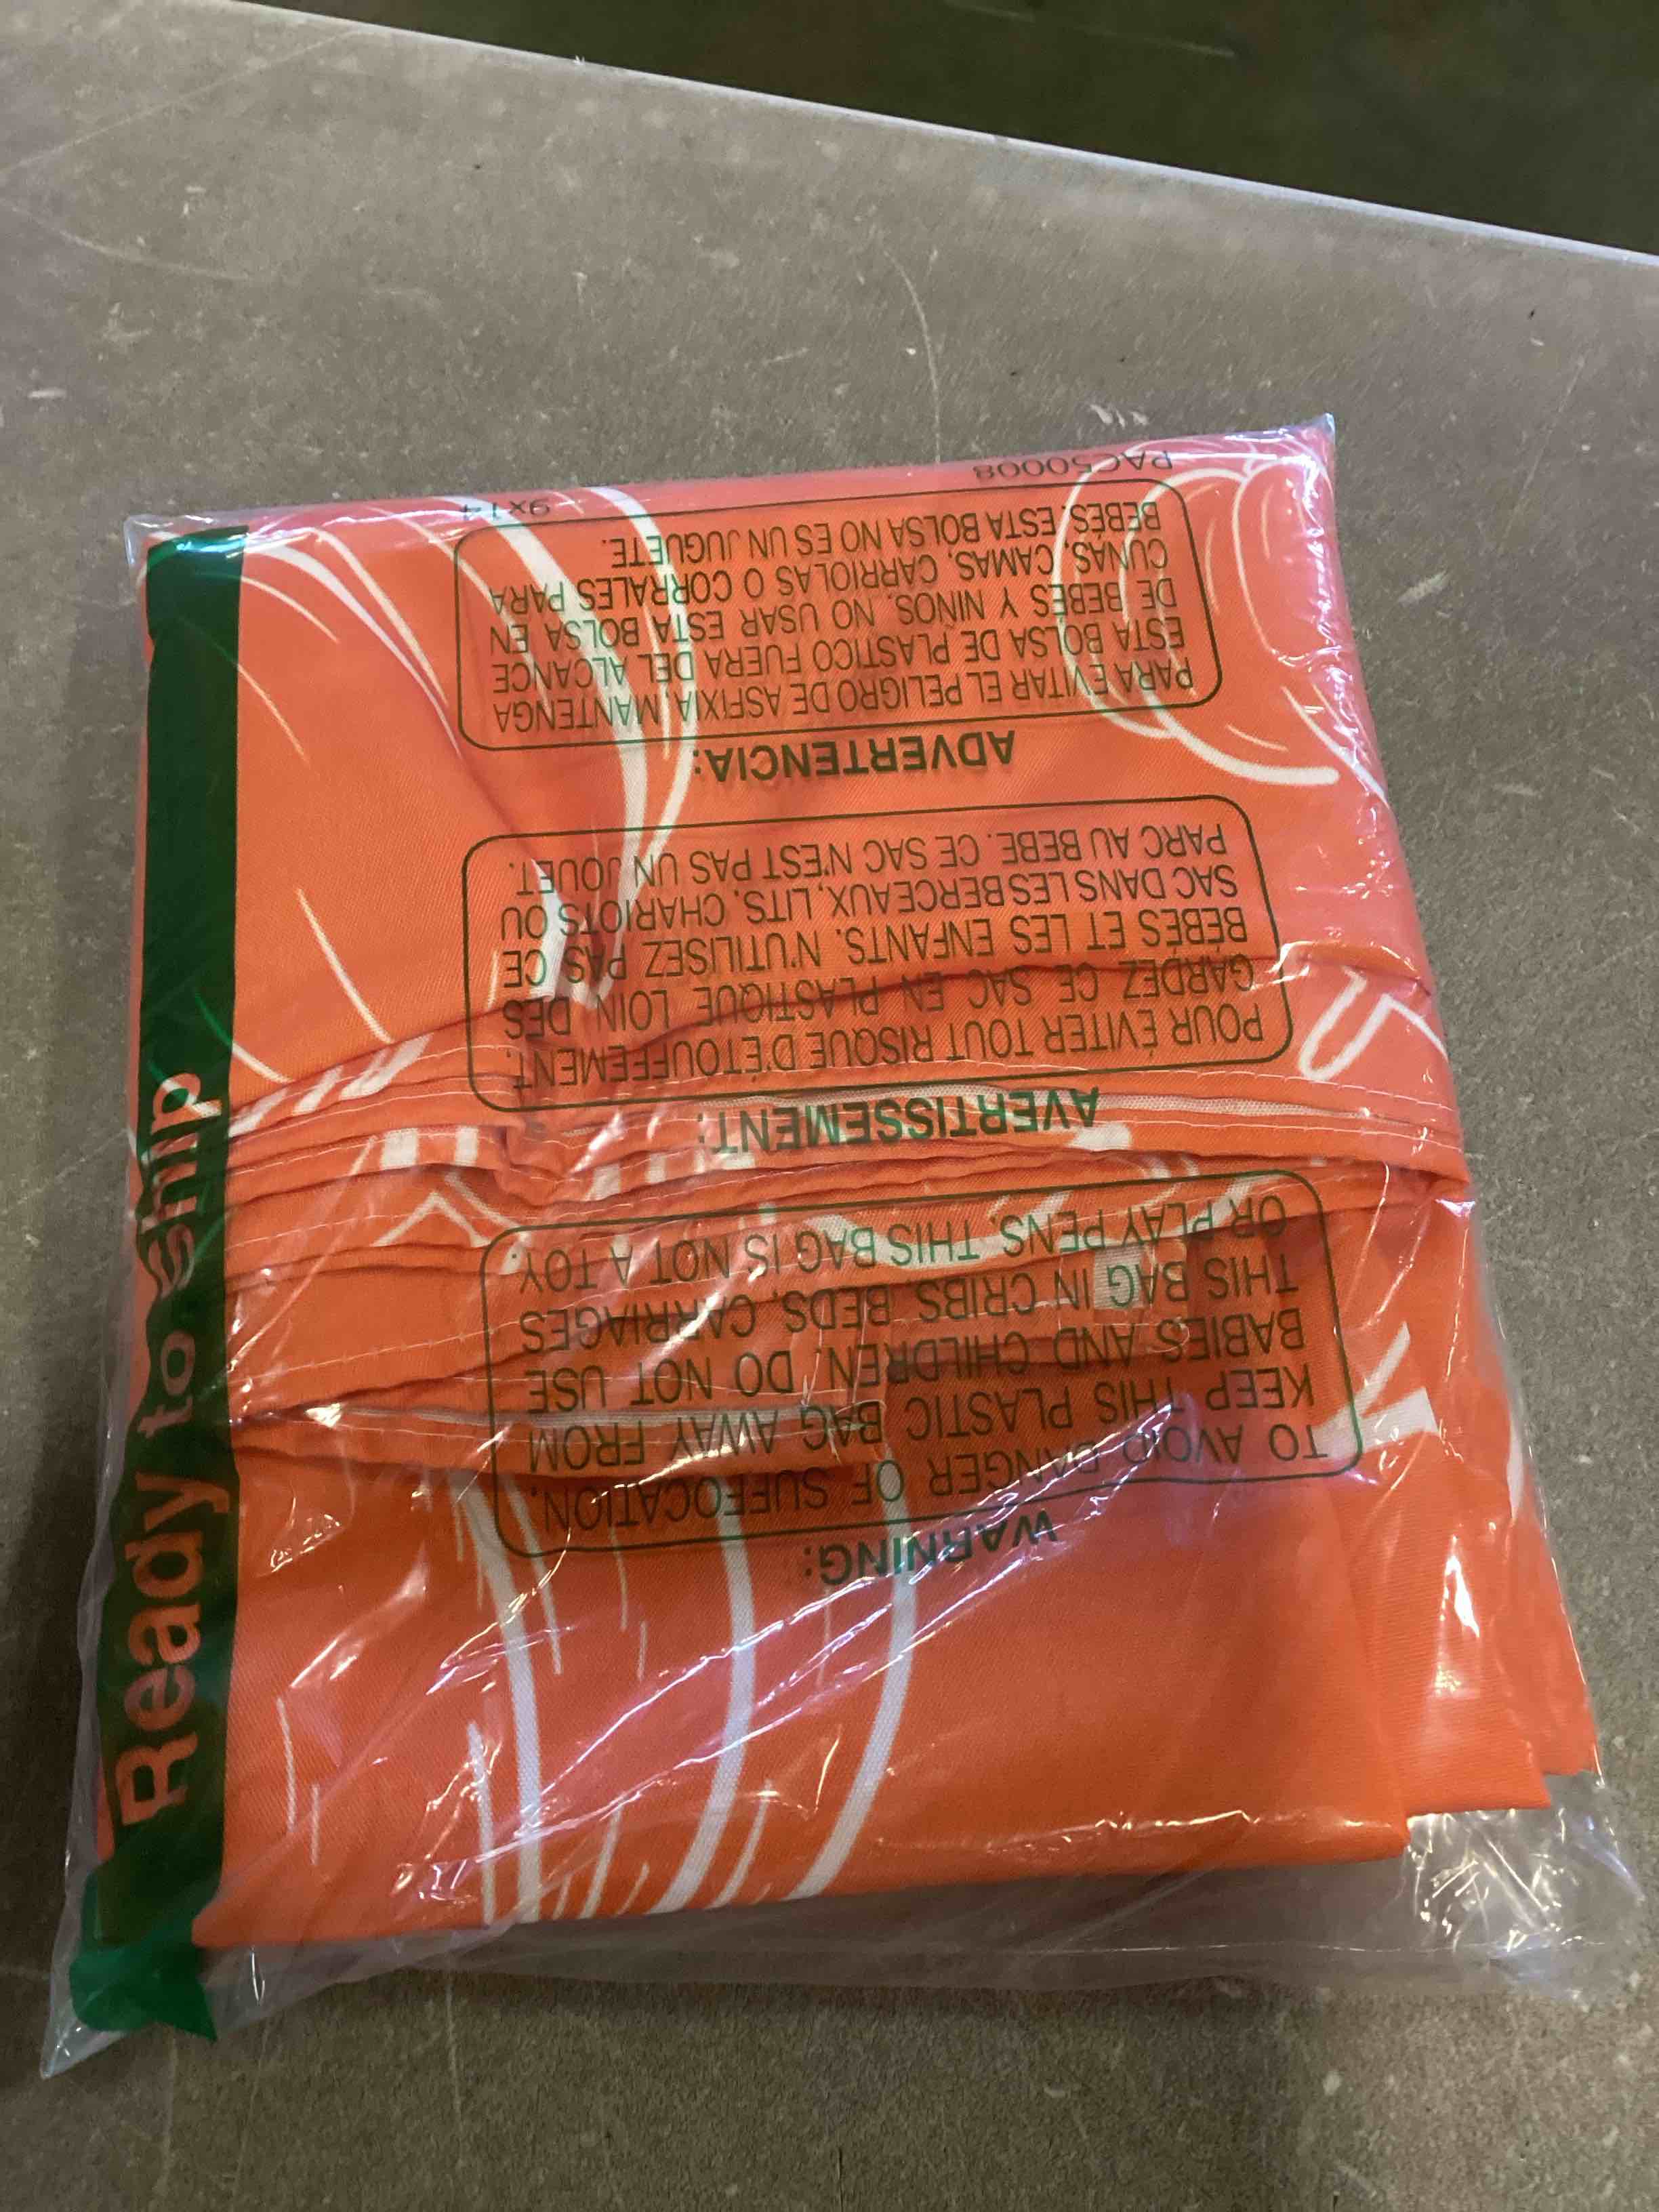 Ready to ship
WARNING:
TO AVOID DANGER OF SUFFOCATION,
KEEP THIS PLASTIC BAG AWAY FROM
BABIES AND CHILDREN. DO NOT USE
THIS BAG IN CRIBS, BEDS, CARRIAGES
OR PLAY PENS. THIS BAG IS NOT A TOY.
AVERTISSEMENT:
POUR ÉVITER TOUT RISQUE D'ÉTOUFFEMENT.
GARDEZ CE SAC EN PLASTIQUE LOIN DES
BÉBÉS ET LES ENFANTS. N'UTILISEZ PAS CE
SAC DANS LES BERCEAUX, LITS, CHARIOTS OU
PARC AU BEBE. CE SAC N'EST PAS UN JOUET.
ADVERTENCIA:
PARA EVITAR EL PELIGRO DE ASFIXIA, MANTENGA
ESTA BOLSA DE PLASTICO FUERA DEL ALCANCE
DE BEBÉS Y NIÑOS. NO USAR ESTA BOLSA EN
CUNAS, CAMAS, CARRIOLAS O CORRALES PARA
BEBÉS. ESTA BOLSA NO ES UN JUGUETE.
PAC50008 9x14